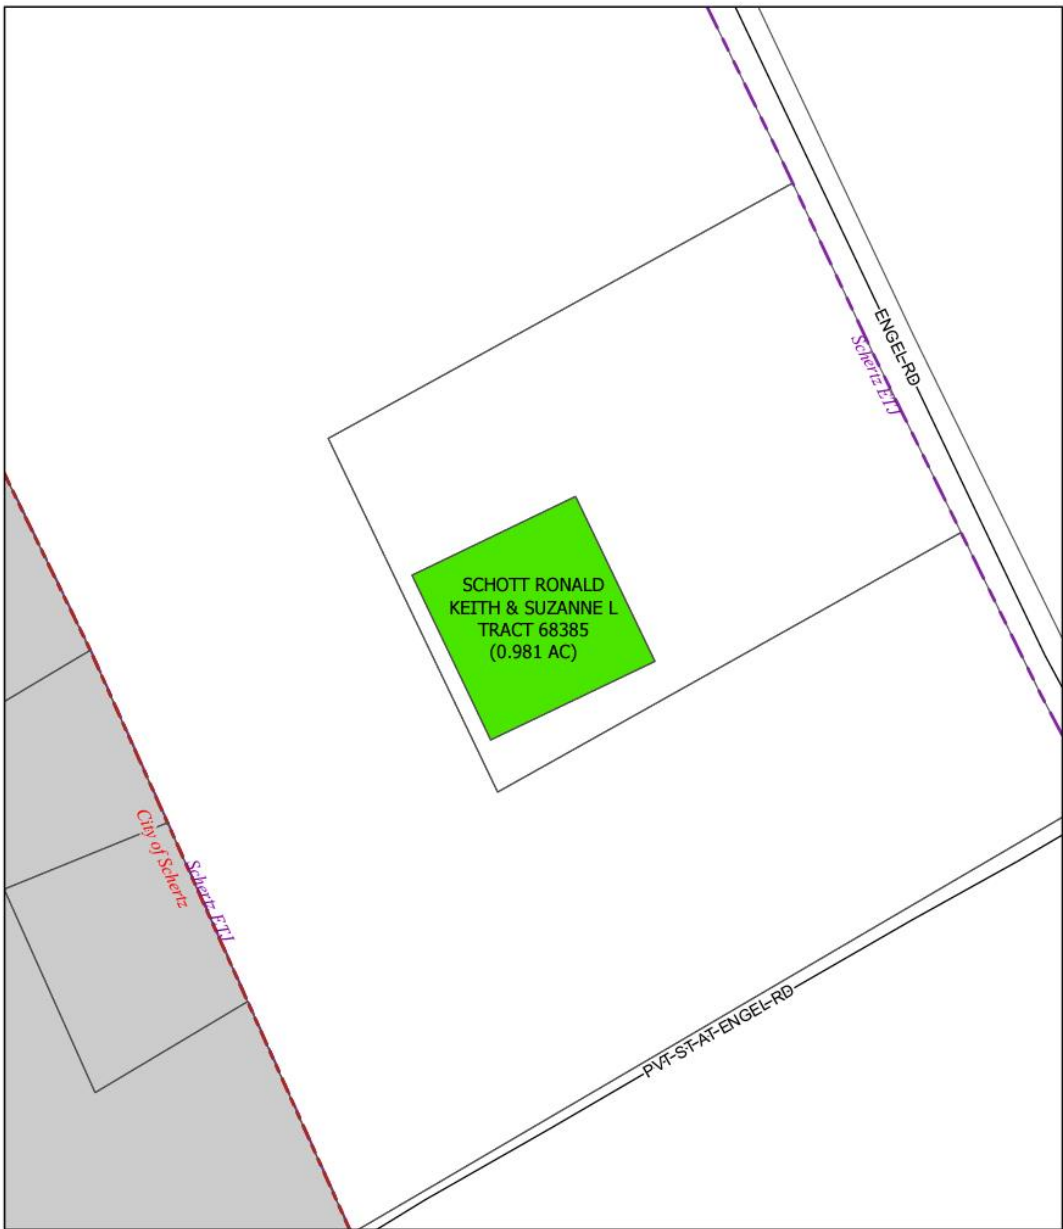 ENGEL-RD
Schertz ETJ
SCHOTT RONALD
KEITH & SUZANNE L
TRACT 68385
(0.981 AC)
City of Schertz
Schertz ETJ
PVT-ST-AT-ENGEL-RD